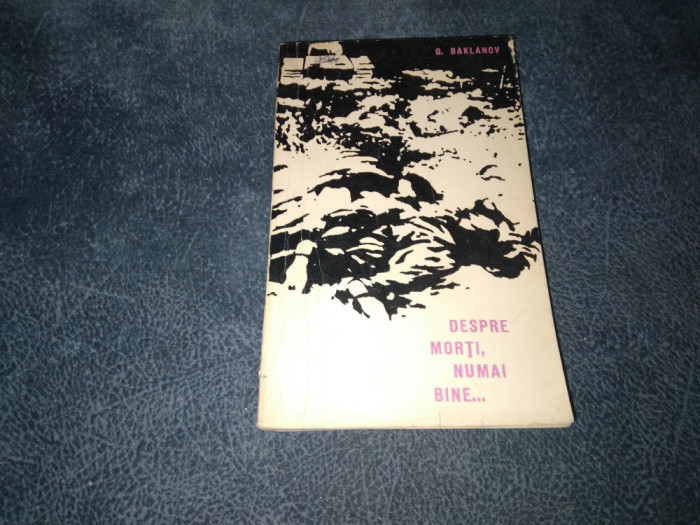 G. BAKLANOV
DESPRE
MORȚI,
NUMAI
BINE...